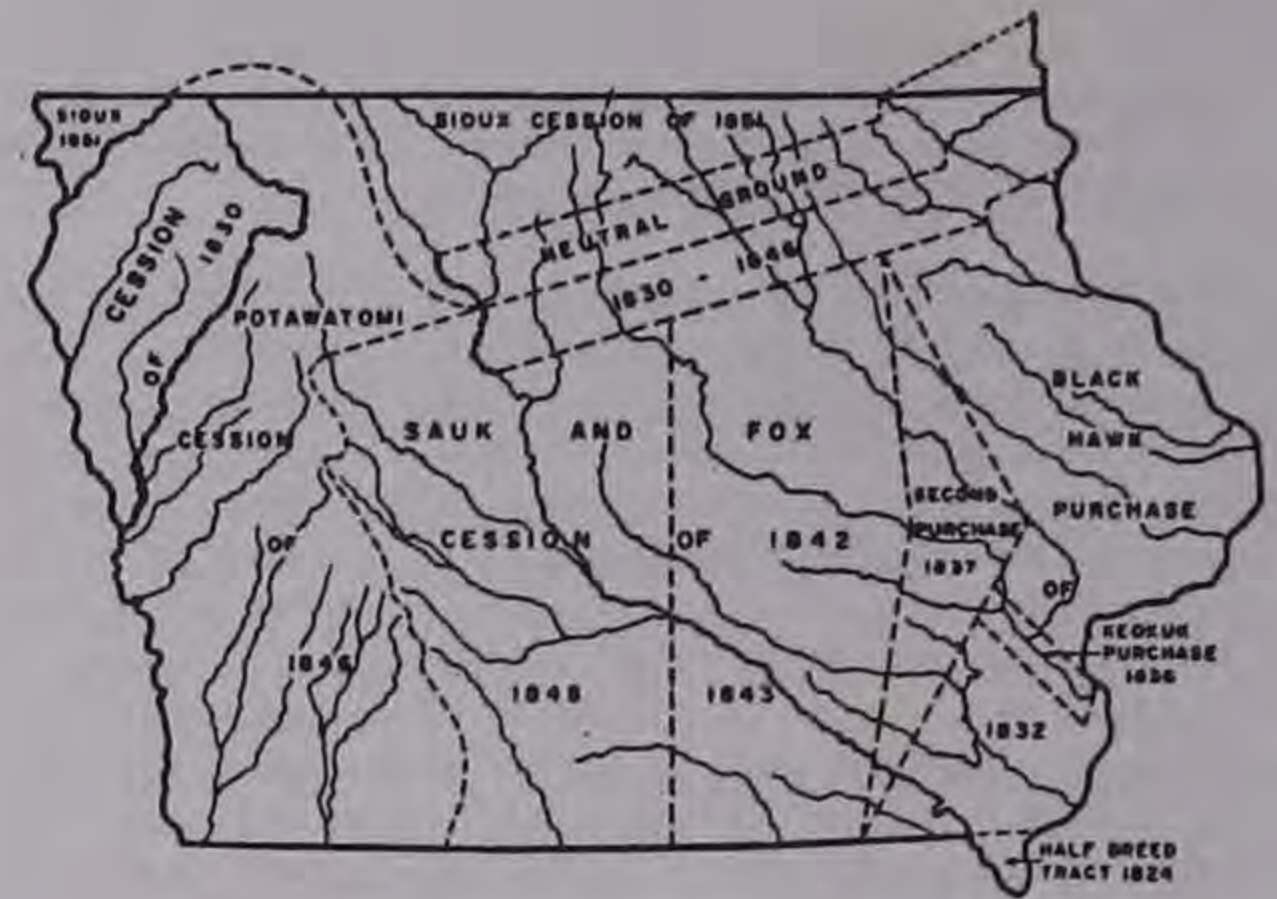 SIOUX
1851
SIOUX CESSION OF 1851
CESSION
OF
1830
NEUTRAL GROUND
1830 - 1846
POTAWATOMI
CESSION
OF
1846
SAUK AND FOX
CESSION OF 1842
1848
1843
BLACK
HAWK
PURCHASE
OF
1832
SECOND
PURCHASE
1837
KEOKUK
PURCHASE
1836
HALF BREED
TRACT 1824